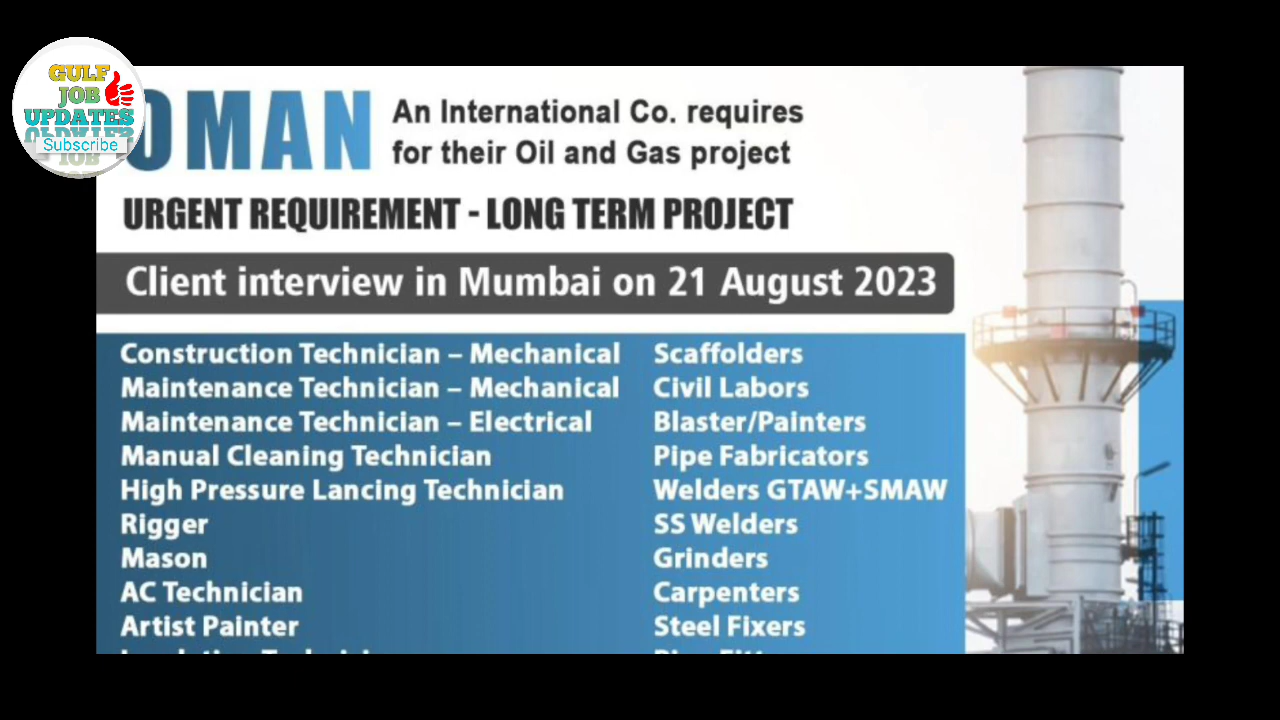 GULF
JOB
UPDATES
Subscribe
OMAN
An International Co. requires
for their Oil and Gas project
URGENT REQUIREMENT - LONG TERM PROJECT
Client interview in Mumbai on 21 August 2023
Construction Technician – Mechanical
Maintenance Technician – Mechanical
Maintenance Technician – Electrical
Manual Cleaning Technician
High Pressure Lancing Technician
Rigger
Mason
AC Technician
Artist Painter
Scaffolders
Civil Labors
Blaster/Painters
Pipe Fabricators
Welders GTAW+SMAW
SS Welders
Grinders
Carpenters
Steel Fixers